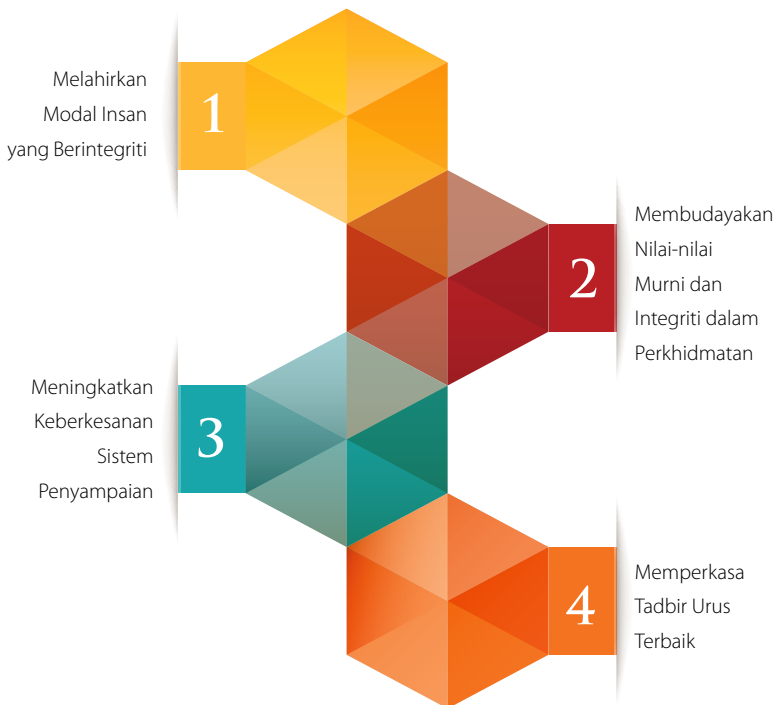 1
Melahirkan
Modal Insan
yang Berintegriti
2
Membudayakan
Nilai-nilai
Murni dan
Integriti dalam
Perkhidmatan
3
Meningkatkan
Keberkesanan
Sistem
Penyampaian
4
Memperkasa
Tadbir Urus
Terbaik